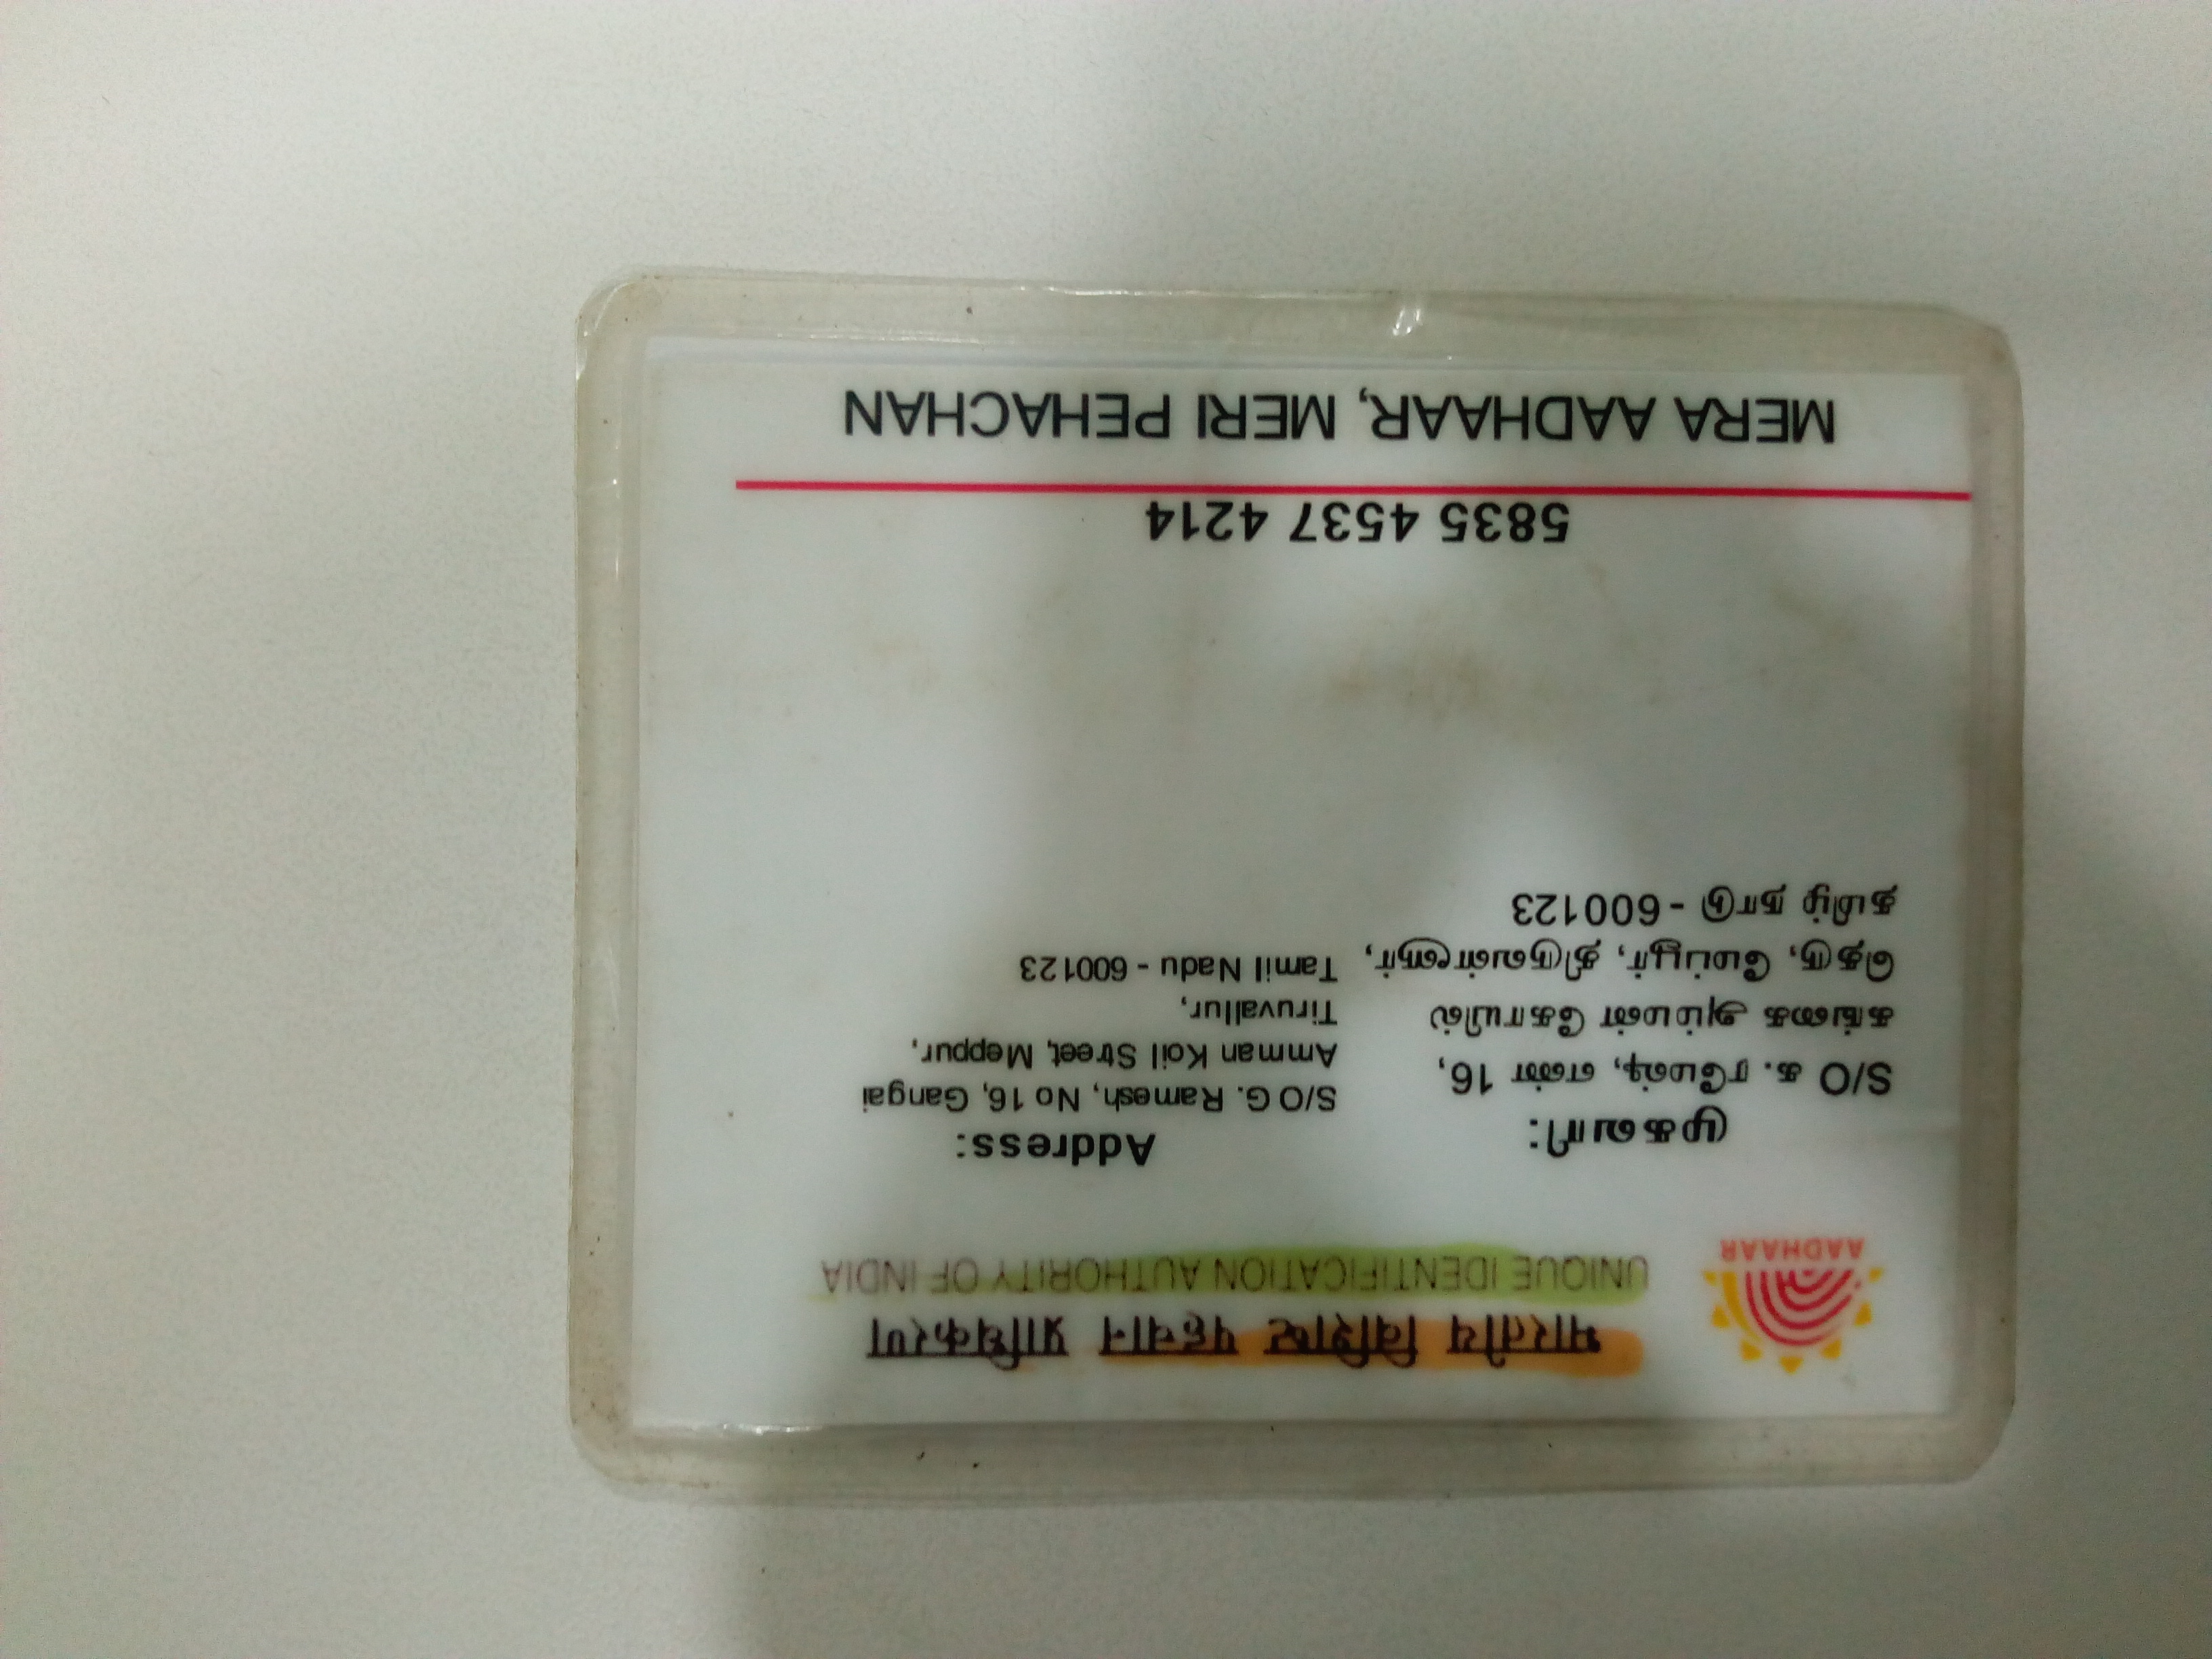 भारतीय विशिष्ट पहचान प्राधिकरण
UNIQUE IDENTIFICATION AUTHORITY OF INDIA
AADHAAR
முகவரி:
S/O க. ரமேஷ், எண் 16,
கங்கை அம்மன் கோயில்
தெரு, மேப்பூர், திருவள்ளூர்,
தமிழ் நாடு - 600123
Address:
S/O G. Ramesh, No 16, Gangai
Amman Koil Street, Meppur,
Tiruvallur,
Tamil Nadu - 600123
5835 4537 4214
MERA AADHAAR, MERI PEHACHAN